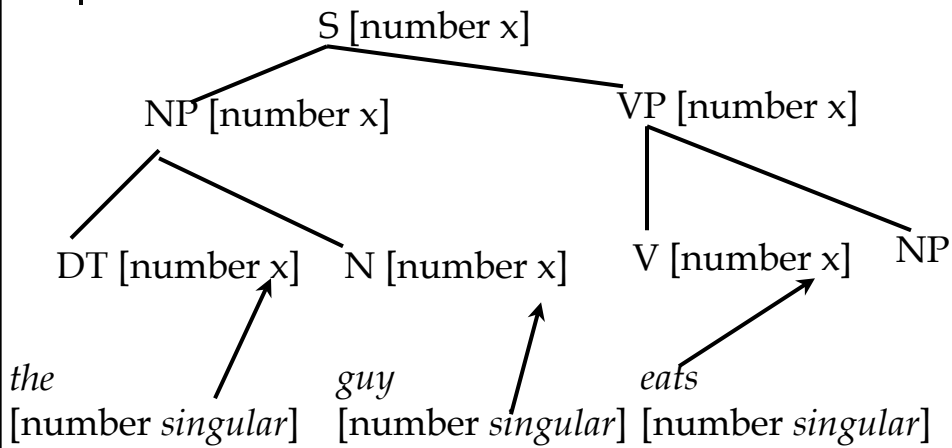 S [number x]
NP [number x] VP [number x]
DT [number x] N [number x] V [number x] NP
the guy eats
[number singular] [number singular] [number singular]